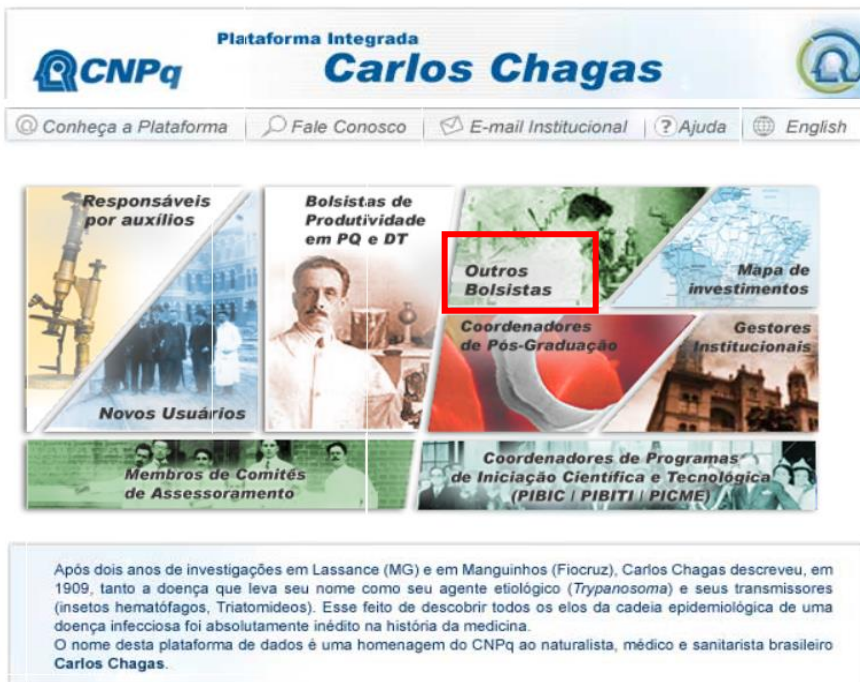 Plataforma Integrada
CNPq
Carlos Chagas
Conheça a Plataforma
Fale Conosco
E-mail Institucional
? Ajuda
English
Responsáveis
por auxílios
Novos Usuários
Bolsistas de
Produtividade
em PQ e DT
Outros
Bolsistas
Mapa de
investimentos
Coordenadores
de Pós-Graduação
Gestores
Institucionais
Membros de Comitês
de Assessoramento
Coordenadores de Programas
de Iniciação Científica e Tecnológica
(PIBIC | PIBITI | PICME)
Após dois anos de investigações em Lassance (MG) e em Manguinhos (Fiocruz), Carlos Chagas descreveu, em
1909, tanto a doença que leva seu nome como seu agente etiológico (Trypanosoma) e seus transmissores
(insetos hematófagos, Triatomideos). Esse feito de descobrir todos os elos da cadeia epidemiológica de uma
doença infecciosa foi absolutamente inédito na história da medicina.
O nome desta plataforma de dados é uma homenagem do CNPq ao naturalista, médico e sanitarista brasileiro
Carlos Chagas.